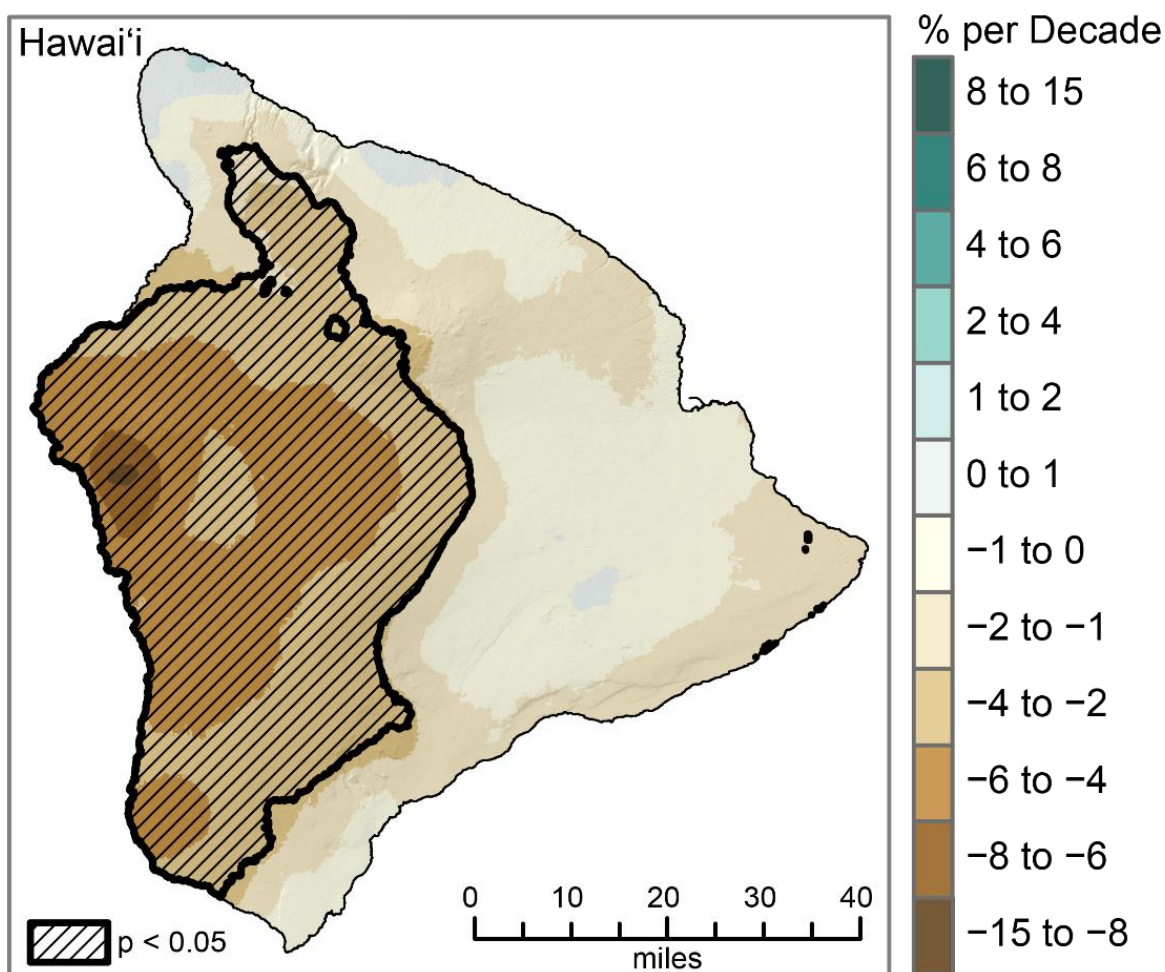 Hawai‘i
% per Decade
8 to 15
6 to 8
4 to 6
2 to 4
1 to 2
0 to 1
−1 to 0
−2 to −1
−4 to −2
−6 to −4
−8 to −6
−15 to −8
0 10 20 30 40
miles
p < 0.05